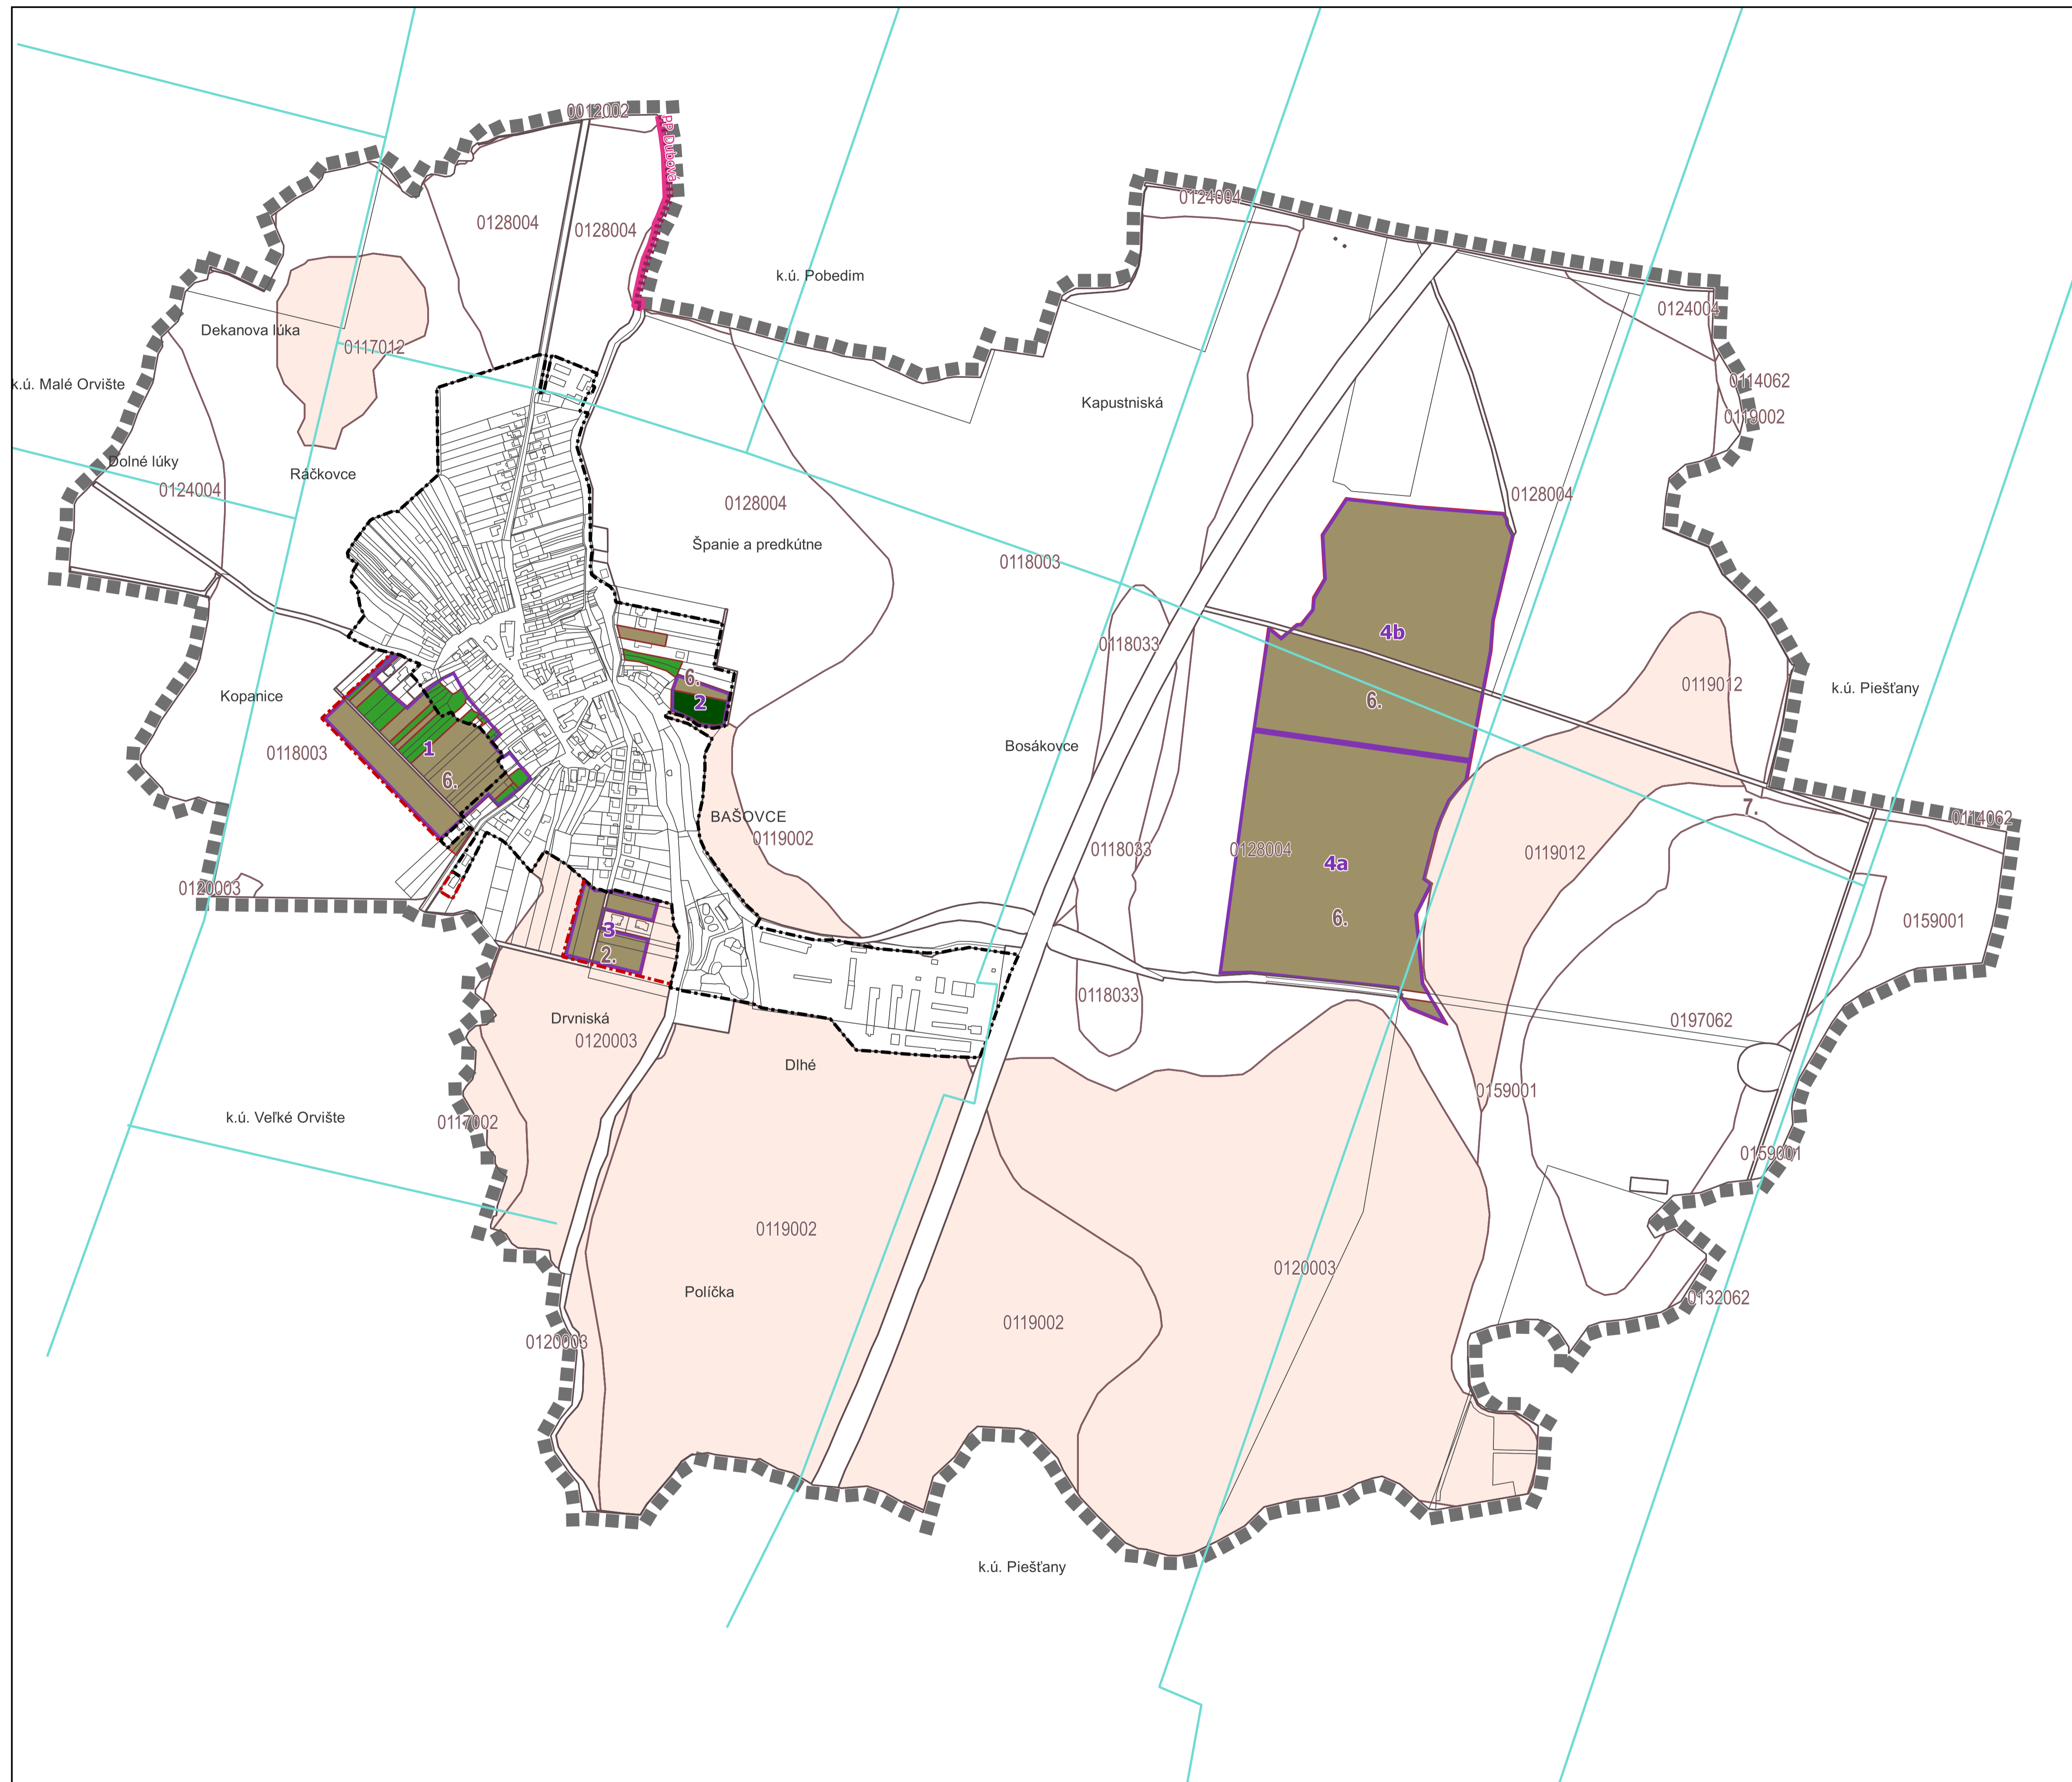 0012002
PP Dubová
0124004
0128004
0128004
k.ú. Pobedim
0124004
Dekanova lúka
0117012
k.ú. Malé Orvište
0114062
Kapustniská
0119002
Dolné lúky
Ráčkovce
0124004
0128004
0128004
Španie a predkútne
0118003
4b
0118033
6.
2
Kopanice
6.
0119012
k.ú. Piešťany
1
0118003
6.
Bosákovce
7.
BAŠOVCE
0119002
0114062
0118033
0128004
4a
0119012
0120003
3
2.
6.
0159001
0118033
Drvniská
0120003
0197062
Dlhé
0159001
k.ú. Veľké Orvište
0117002
0159001
0119002
0120003
Políčka
0132062
0119002
0120003
k.ú. Piešťany